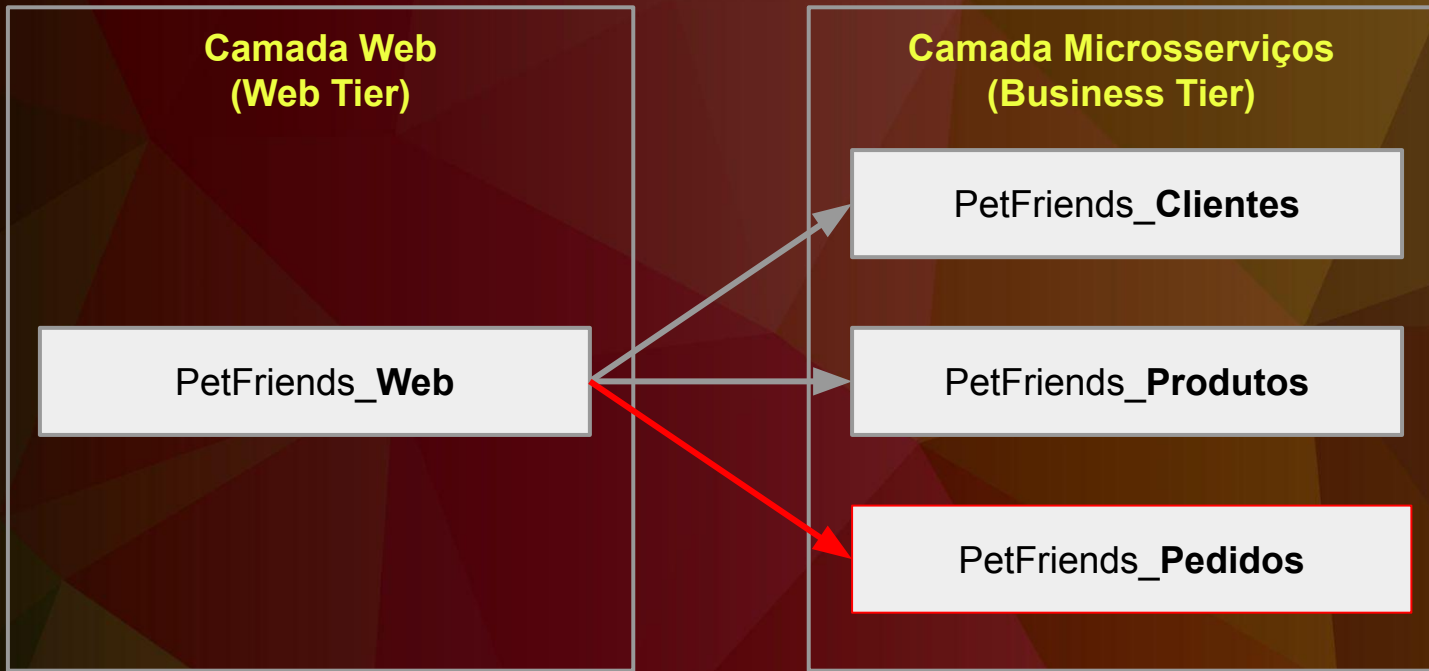 Camada Web
(Web Tier)
Camada Microsserviços
(Business Tier)
PetFriends_Clientes
PetFriends_Web
PetFriends_Produtos
PetFriends_Pedidos